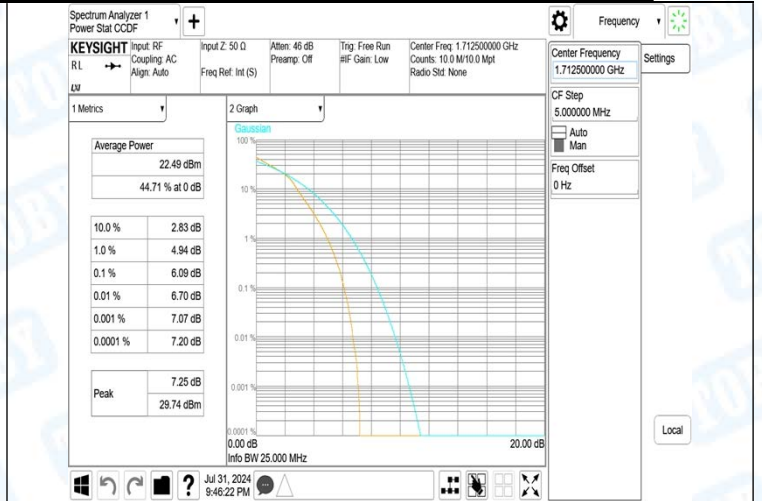 Spectrum Analyzer 1
Power Stat CCDF
Frequency
KEYSIGHT
RL
Input: RF
Coupling: AC
Align: Auto
Input Z: 50 Ω
Freq Ref: Int (S)
Atten: 46 dB
Preamp: Off
Trig: Free Run
#IF Gain: Low
Center Freq: 1.712500000 GHz
Counts: 10.0 M/10.0 Mpt
Radio Std: None
Center Frequency
1.712500000 GHz
Settings
CF Step
5.000000 MHz
Auto
Man
Freq Offset
0 Hz
1 Metrics
Average Power
22.49 dBm
44.71 % at 0 dB
10.0 % 2.83 dB
1.0 % 4.94 dB
0.1 % 6.09 dB
0.01 % 6.70 dB
0.001 % 7.07 dB
0.0001 % 7.20 dB
Peak
7.25 dB
29.74 dBm
2 Graph
Gaussian
100 %
10 %
1 %
0.1 %
0.01 %
0.001 %
0.0001 %
0.00 dB
20.00 dB
Info BW 25.000 MHz
Local
?
Jul 31, 2024
9:46:22 PM